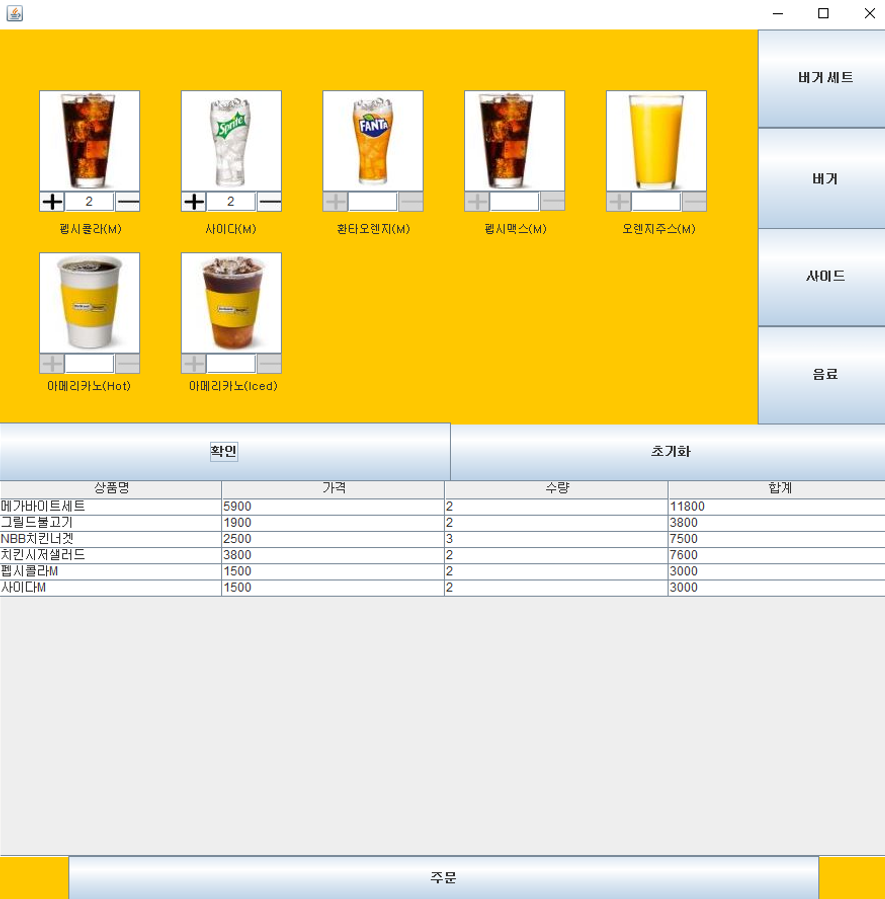 버거 세트
버거
사이드
음료
Sprite
FANTA
2
2
펩시콜라(M)
사이다(M)
환타오렌지(M)
펩시맥스(M)
오렌지주스(M)
아메리카노(Hot)
아메리카노(Iced)
확인
초기화
상품명 가격 수량 합계
메가바이트세트 5900 2 11800
그릴드불고기 1900 2 3800
NBB치킨너겟 2500 3 7500
치킨시저샐러드 3800 2 7600
펩시콜라M 1500 2 3000
사이다M 1500 2 3000
주문